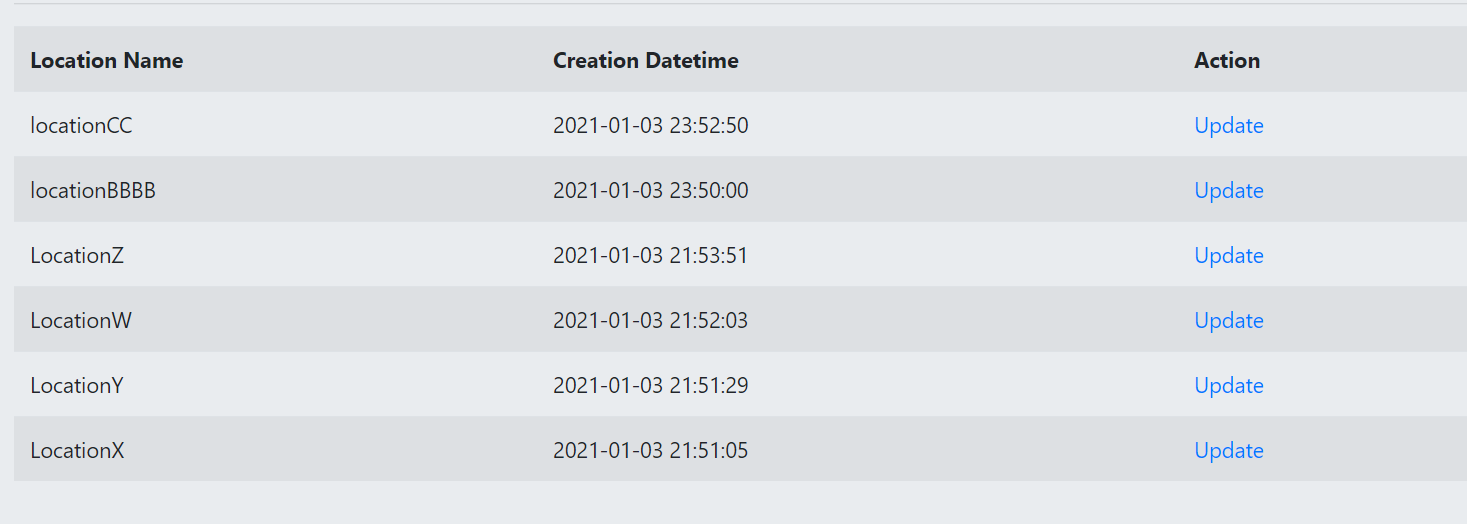 Location Name Creation Datetime Action
locationCC 2021-01-03 23:52:50 Update
locationBBBB 2021-01-03 23:50:00 Update
LocationZ 2021-01-03 21:53:51 Update
LocationW 2021-01-03 21:52:03 Update
LocationY 2021-01-03 21:51:29 Update
LocationX 2021-01-03 21:51:05 Update